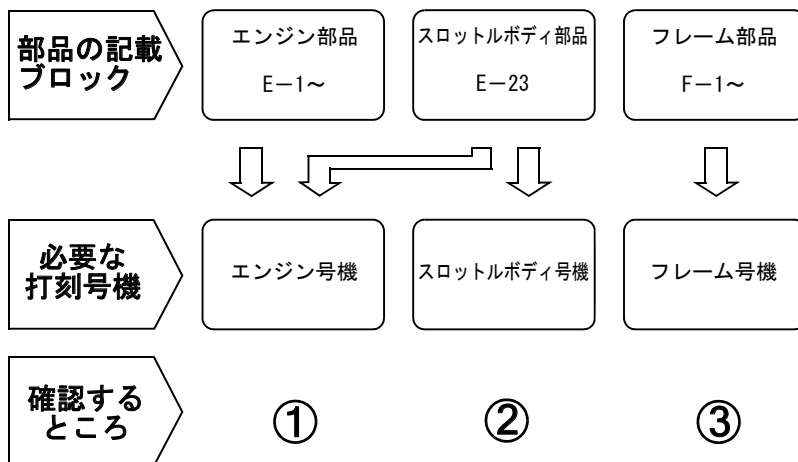 部品の記載
ブロック
エンジン部品
E－1～
スロットルボディ部品
E－23
フレーム部品
F－1～
必要な
打刻号機
エンジン号機
スロットルボディ号機
フレーム号機
確認する
ところ
①
②
③